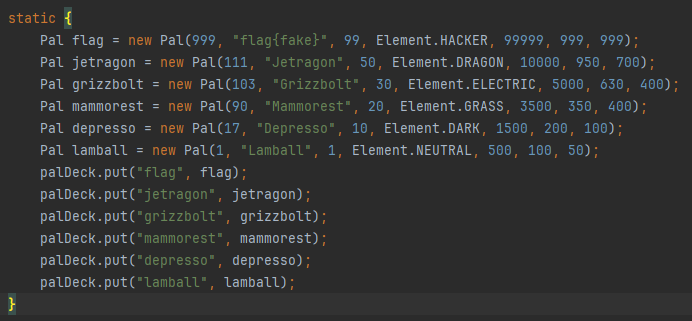 static {
    Pal flag = new Pal(999, "flag{fake}", 99, Element.HACKER, 99999, 999, 999);
    Pal jetragon = new Pal(111, "Jetragon", 50, Element.DRAGON, 10000, 950, 700);
    Pal grizzbolt = new Pal(103, "Grizzbolt", 30, Element.ELECTRIC, 5000, 630, 400);
    Pal mammorest = new Pal(90, "Mammorest", 20, Element.GRASS, 3500, 350, 400);
    Pal depresso = new Pal(17, "Depresso", 10, Element.DARK, 1500, 200, 100);
    Pal lamball = new Pal(1, "Lamball", 1, Element.NEUTRAL, 500, 100, 50);
    palDeck.put("flag", flag);
    palDeck.put("jetragon", jetragon);
    palDeck.put("grizzbolt", grizzbolt);
    palDeck.put("mammorest", mammorest);
    palDeck.put("depresso", depresso);
    palDeck.put("lamball", lamball);
}